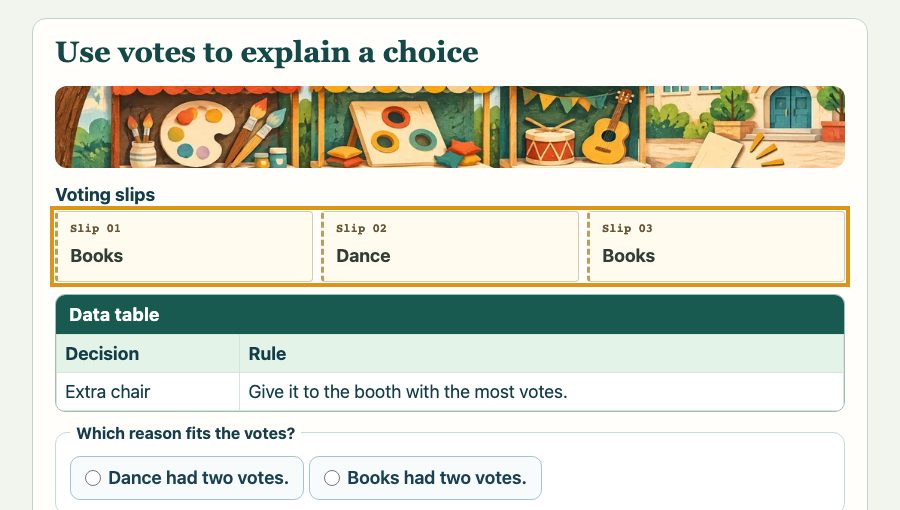 Use votes to explain a choice
Voting slips
Slip 01
Books
Slip 02
Dance
Slip 03
Books
Data table
Decision Rule
Extra chair Give it to the booth with the most votes.
Which reason fits the votes?
Dance had two votes. Books had two votes.